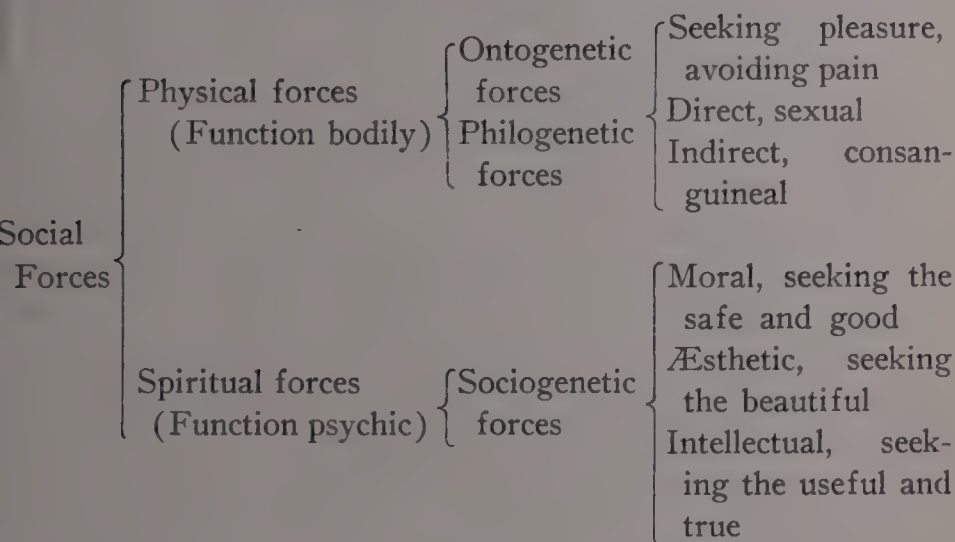 Social
Forces
Physical forces
(Function bodily)
Ontogenetic
forces
Philogenetic
forces
Seeking pleasure,
avoiding pain
Direct, sexual
Indirect, consan-
guineal
Spiritual forces
(Function psychic)
Sociogenetic
forces
Moral, seeking the
safe and good
Æsthetic, seeking
the beautiful
Intellectual, seek-
ing the useful and
true